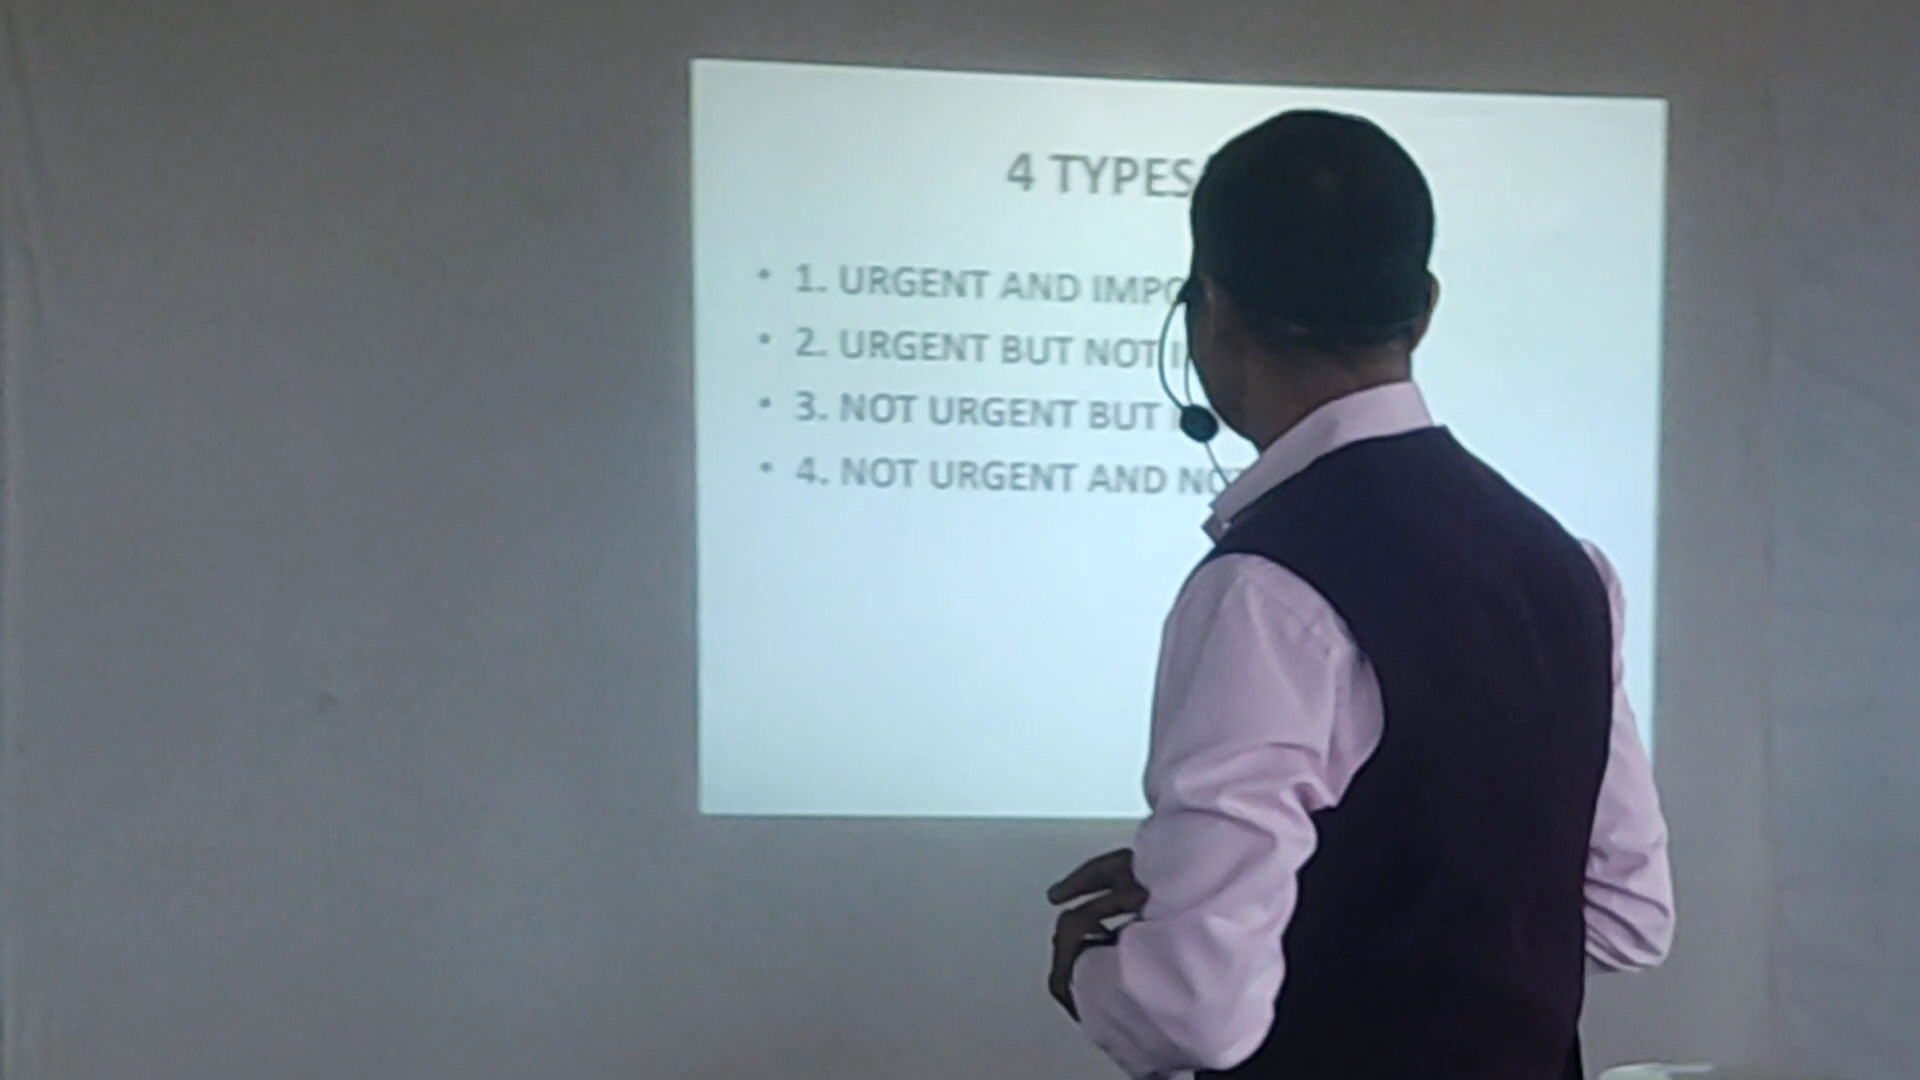 4 TYPES
• 1. URGENT AND
• 2. URGENT BUT NOT
• 3. NOT URGENT BUT
• 4. NOT URGENT AND